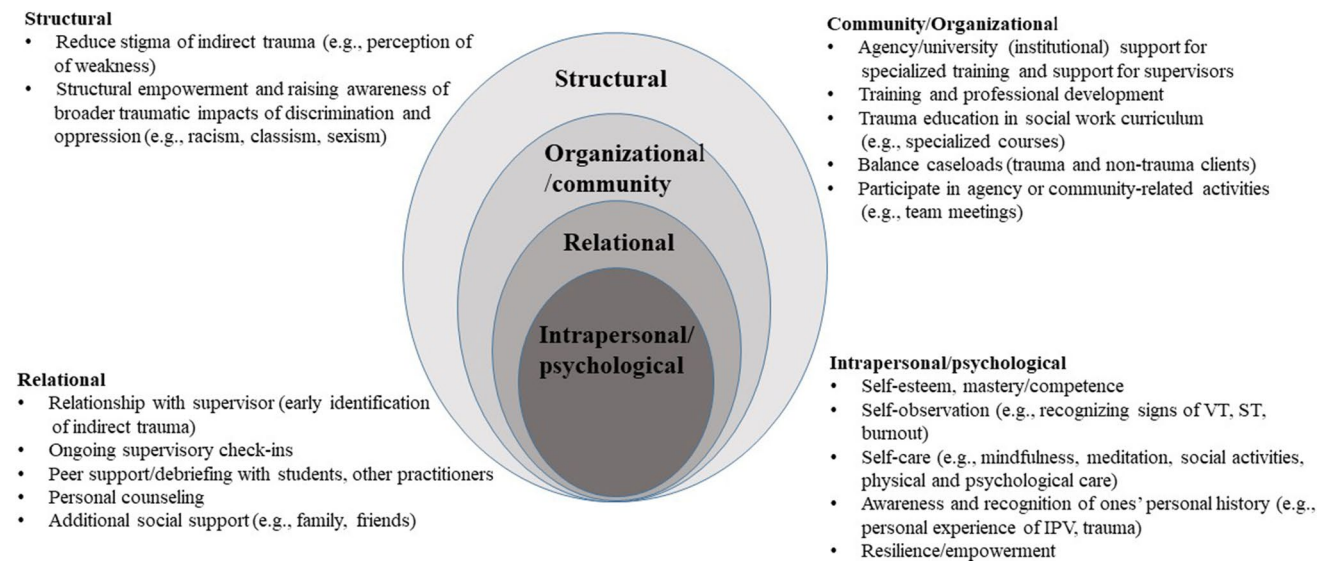 Structural
• Reduce stigma of indirect trauma (e.g., perception of
of weakness)
• Structural empowerment and raising awareness of
broader traumatic impacts of discrimination and
oppression (e.g., racism, classism, sexism)
Community/Organizational
• Agency/university (institutional) support for
specialized training and support for supervisors
• Training and professional development
• Trauma education in social work curriculum
(e.g., specialized courses)
• Balance caseloads (trauma and non-trauma clients)
• Participate in agency or community-related activities
(e.g., team meetings)
Structural
Organizational
/community
Relational
Intrapersonal/
psychological
Relational
• Relationship with supervisor (early identification
of indirect trauma)
• Ongoing supervisory check-ins
• Peer support/debriefing with students, other practitioners
• Personal counseling
• Additional social support (e.g., family, friends)
Intrapersonal/psychological
• Self-esteem, mastery/competence
• Self-observation (e.g., recognizing signs of VT, ST,
burnout)
• Self-care (e.g., mindfulness, meditation, social activities,
physical and psychological care)
• Awareness and recognition of ones' personal history (e.g.,
personal experience of IPV, trauma)
• Resilience/empowerment